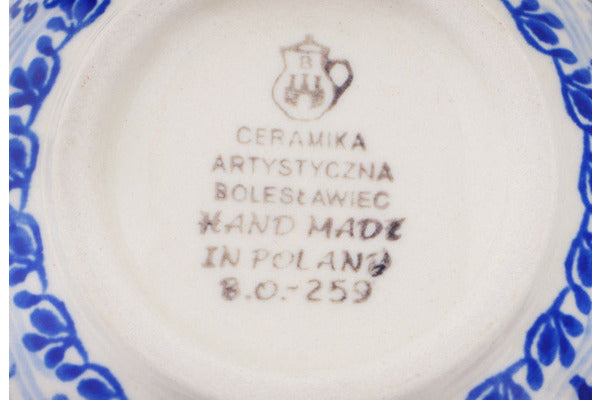 B
CERAMIKA
ARTYSTYCZNA
BOLESŁAWIEC
HAND MADE
IN POLAND
B.O.-259